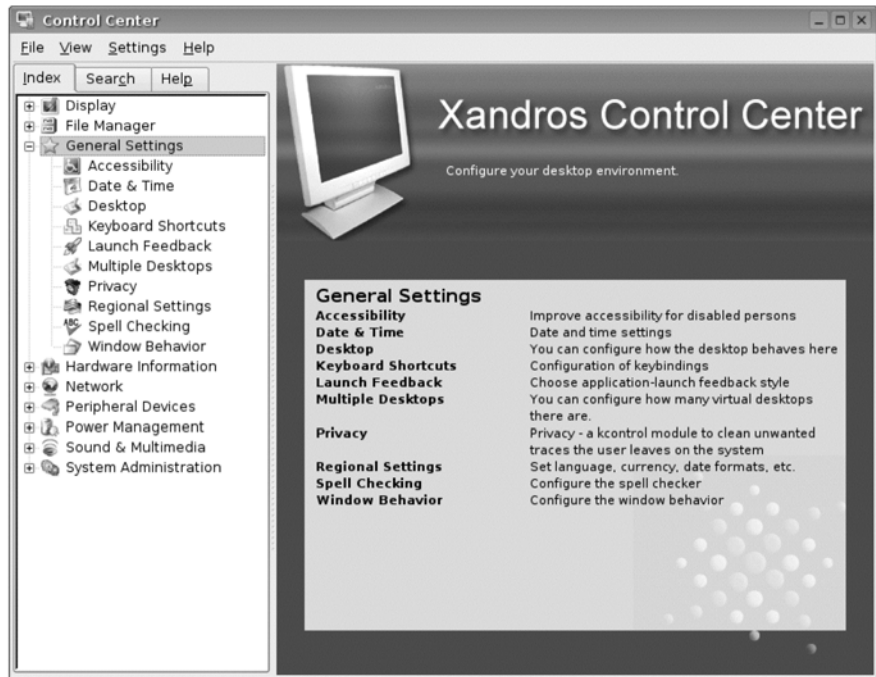 Control Center
File View Settings Help
Index Search Help
Display
File Manager
General Settings
Accessibility
Date & Time
Desktop
Keyboard Shortcuts
Launch Feedback
Multiple Desktops
Privacy
Regional Settings
ABC
Spell Checking
Window Behavior
Hardware Information
Network
Peripheral Devices
Power Management
Sound & Multimedia
System Administration
Xandros Control Center
Configure your desktop environment.
General Settings
Accessibility Improve accessibility for disabled persons
Date & Time Date and time settings
Desktop You can configure how the desktop behaves here
Keyboard Shortcuts Configuration of keybindings
Launch Feedback Choose application-launch feedback style
Multiple Desktops You can configure how many virtual desktops
there are.
Privacy Privacy - a kcontrol module to clean unwanted
traces the user leaves on the system
Regional Settings Set language, currency, date formats, etc.
Spell Checking Configure the spell checker
Window Behavior Configure the window behavior